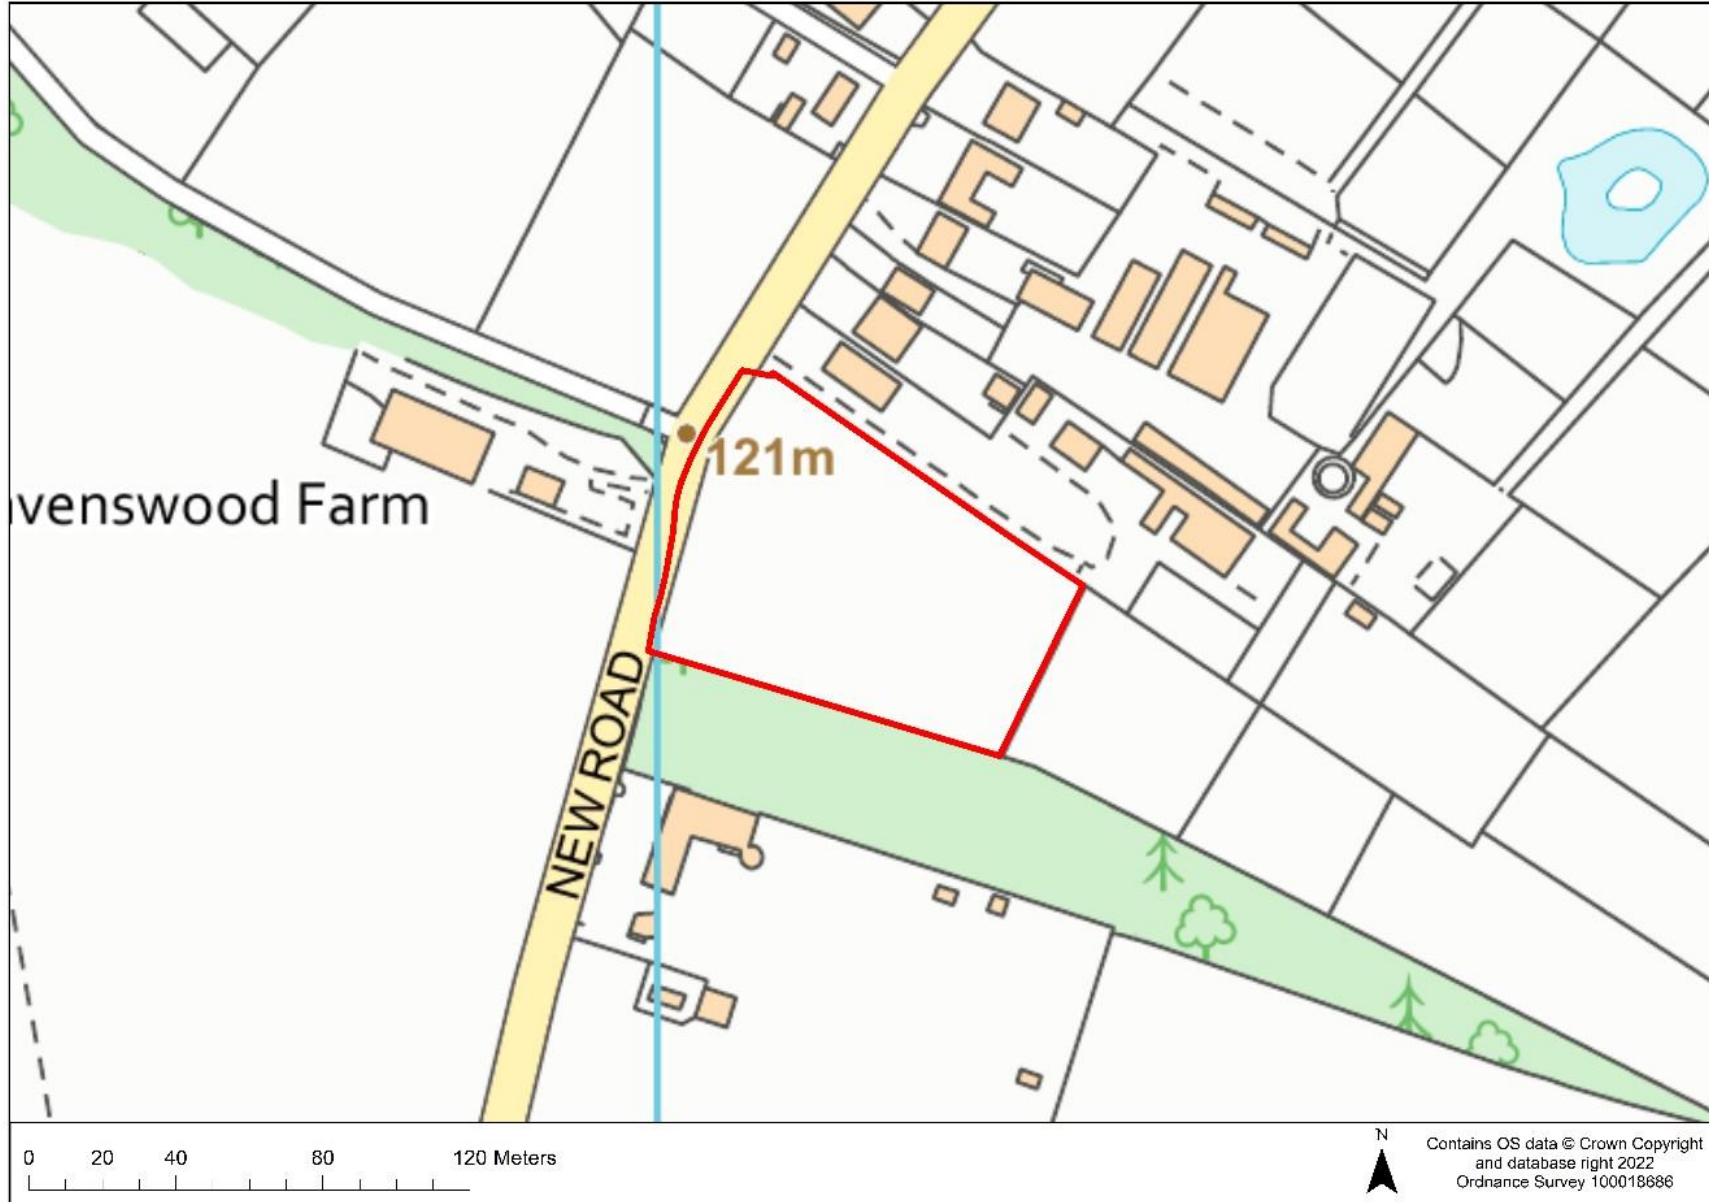 121m
avenswood Farm
NEW ROAD
0 20 40 80 120 Meters
N
Contains OS data © Crown Copyright
and database right 2022
Ordnance Survey 100018686